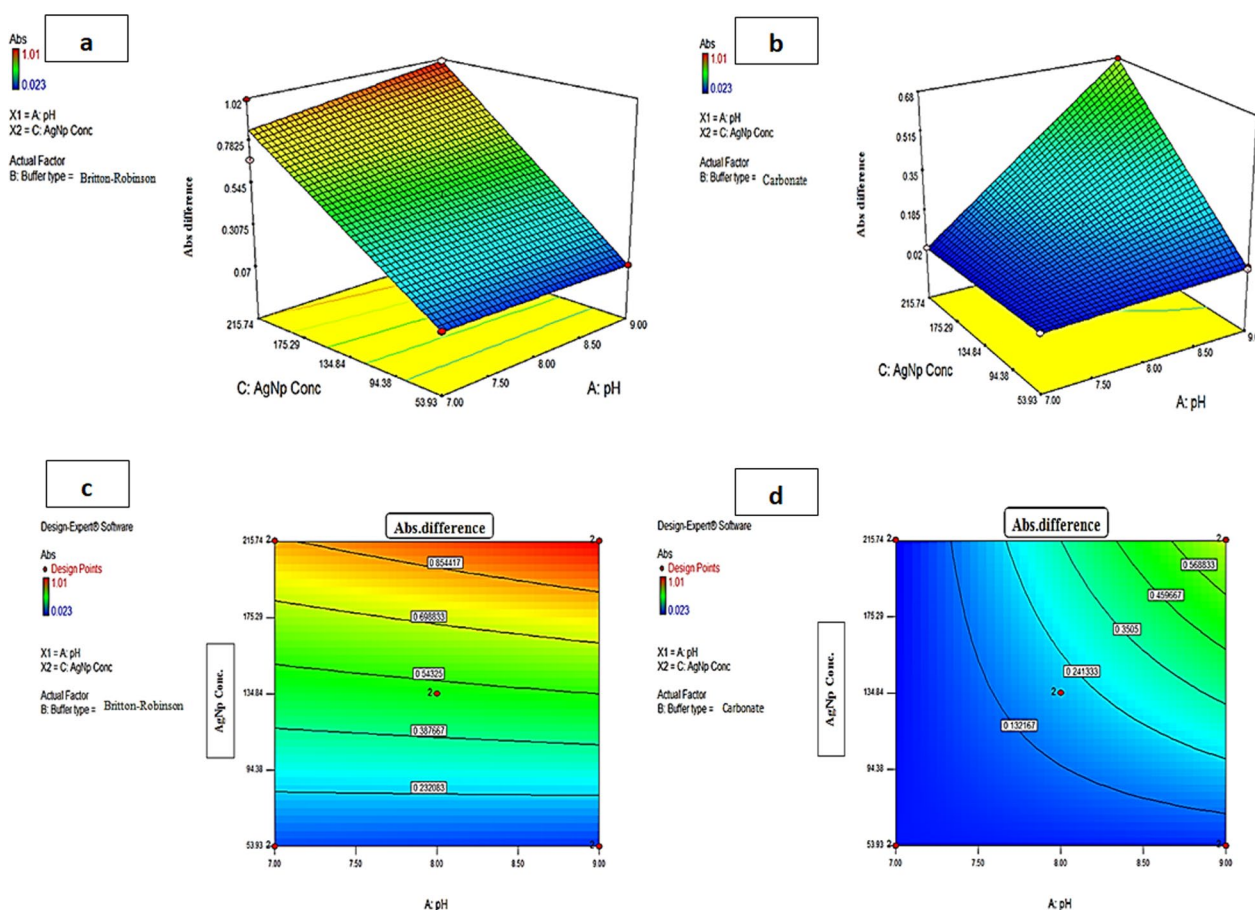 a
Abs
1.01
0.023
X1 = A: pH
X2 = C: AgNp Conc
Actual Factor
B: Buffer type = Britton-Robinson
Abs difference
1.02
0.7825
0.545
0.3075
0.07
215.74
175.29
134.84
94.38
53.93
7.00
7.50
8.00
8.50
9.00
C: AgNp Conc
A: pH
b
Abs
1.01
0.023
X1 = A: pH
X2 = C: AgNp Conc
Actual Factor
B: Buffer type = Carbonate
Abs difference
0.68
0.515
0.35
0.185
0.02
215.74
175.29
134.84
94.38
53.93
7.00
7.50
8.00
8.50
C: AgNp Conc
A: pH
c
Design-Expert® Software
Abs
Design Points
1.01
0.023
X1 = A: pH
X2 = C: AgNp Conc
Actual Factor
B: Buffer type = Britton-Robinson
Abs.difference
AgNp Conc.
215.74
175.29
134.84
94.38
53.93
2
2
2
2
2
0.854417
0.698833
0.54325
0.387667
0.232083
7.00
7.50
8.00
8.50
9.00
A: pH
d
Design-Expert® Software
Abs
Design Points
1.01
0.023
X1 = A: pH
X2 = C: AgNp Conc
Actual Factor
B: Buffer type = Carbonate
Abs.difference
AgNp Conc.
215.74
175.29
134.84
94.38
53.93
2
2
2
2
2
0.568833
0.459667
0.3505
0.241333
0.132167
7.00
7.50
8.00
8.50
9.00
A: pH